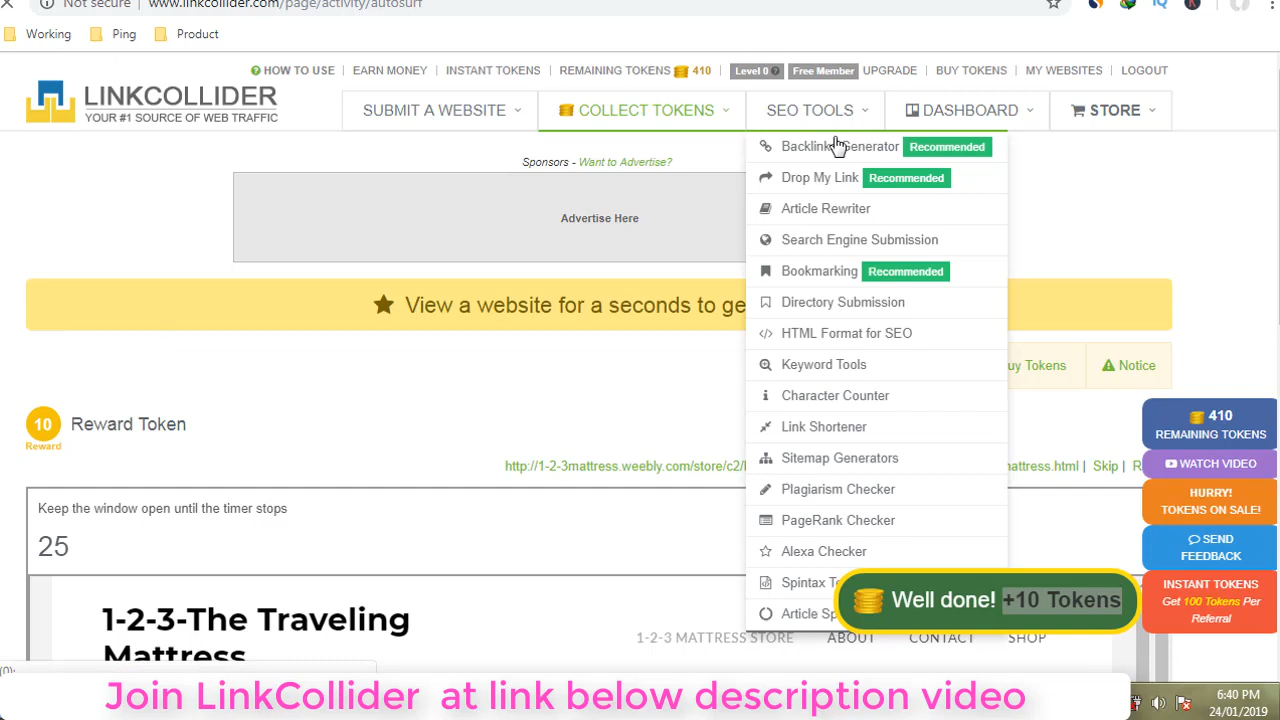 Not secure | www.linkcollider.com/page/activity/autosurf
Working Ping Product
HOW TO USE | EARN MONEY | INSTANT TOKENS | REMAINING TOKENS 410 | Level 0 Free Member UPGRADE | BUY TOKENS | MY WEBSITES | LOGOUT
LINKCOLLIDER
YOUR #1 SOURCE OF WEB TRAFFIC
SUBMIT A WEBSITE COLLECT TOKENS SEO TOOLS DASHBOARD STORE
Sponsors - Want to Advertise?
Advertise Here
Backlink Generator Recommended
Drop My Link Recommended
Article Rewriter
Search Engine Submission
Bookmarking Recommended
Directory Submission
HTML Format for SEO
Keyword Tools
Character Counter
Link Shortener
Sitemap Generators
Plagiarism Checker
PageRank Checker
Alexa Checker
Spintax
Article
View a website for a seconds to
Tokens Notice
10 Reward Token
Reward
http://1-2-3mattress.weebly.com/store/c2/ | Skip |
Keep the window open until the timer stops
25
1-2-3-The Traveling
Mattress
1-2-3 MATTRESS STORE ABOUT CONTACT SHOP
410
REMAINING TOKENS
WATCH VIDEO
HURRY!
TOKENS ON SALE!
SEND
FEEDBACK
INSTANT TOKENS
Get 100 Tokens Per
Referral
Well done! +10 Tokens
Join LinkCollider at link below description video
6:40 PM
24/01/2019